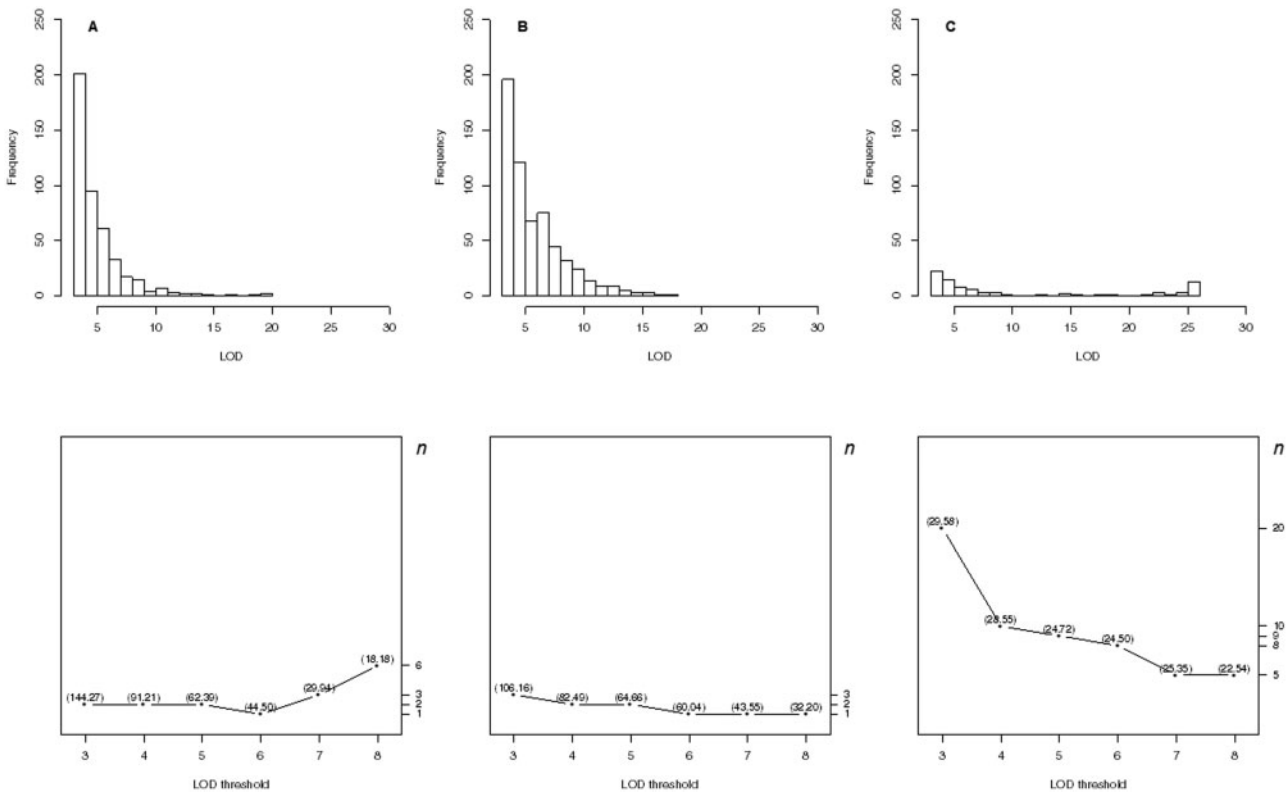 A
Frequency
250
200
150
100
50
0
5 10 15 20 25 30
LOD
B
Frequency
250
200
150
100
50
0
5 10 15 20 25 30
LOD
C
Frequency
250
200
150
100
50
0
5 10 15 20 25 30
LOD
n
(144.27) (91.21) (62.39) (44.50) (29.94) (18.18)
6
3
2
1
3 4 5 6 7 8
LOD threshold
n
(106.16) (82.49) (64.66) (60.04) (43.55) (32.20)
3
2
1
3 4 5 6 7 8
LOD threshold
n
(29.58) (28.55) (24.72) (24.50) (25.35) (22.54)
20
10
9
8
5
3 4 5 6 7 8
LOD threshold